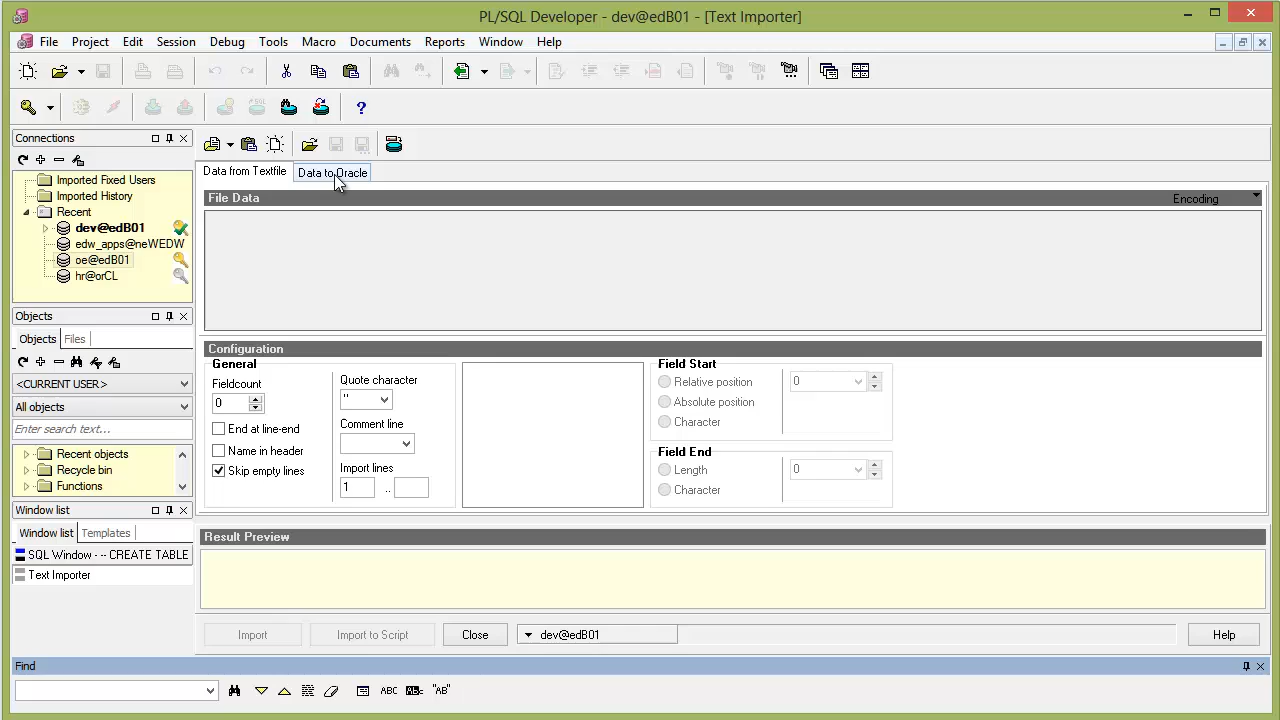 PL/SQL Developer - dev@edB01 - [Text Importer]
File Project Edit Session Debug Tools Macro Documents Reports Window Help
Connections
Imported Fixed Users
Imported History
Recent
dev@edB01
edw_apps@neWEDW
oe@edB01
hr@orCL
Objects
Objects Files
<CURRENT USER>
All objects
Enter search text...
Recent objects
Recycle bin
Functions
Window list
Window list Templates
SQL Window - -- CREATE TABLE
Text Importer
Data from Textfile Data to Oracle
File Data Encoding
Configuration
General
Fieldcount
0
End at line-end
Name in header
Skip empty lines
Quote character
"
Comment line
Import lines
1 ..
Field Start
Relative position
Absolute position
Character
0
Field End
Length
Character
0
Result Preview
Import Import to Script Close dev@edB01 Help
Find
ABC "AB"